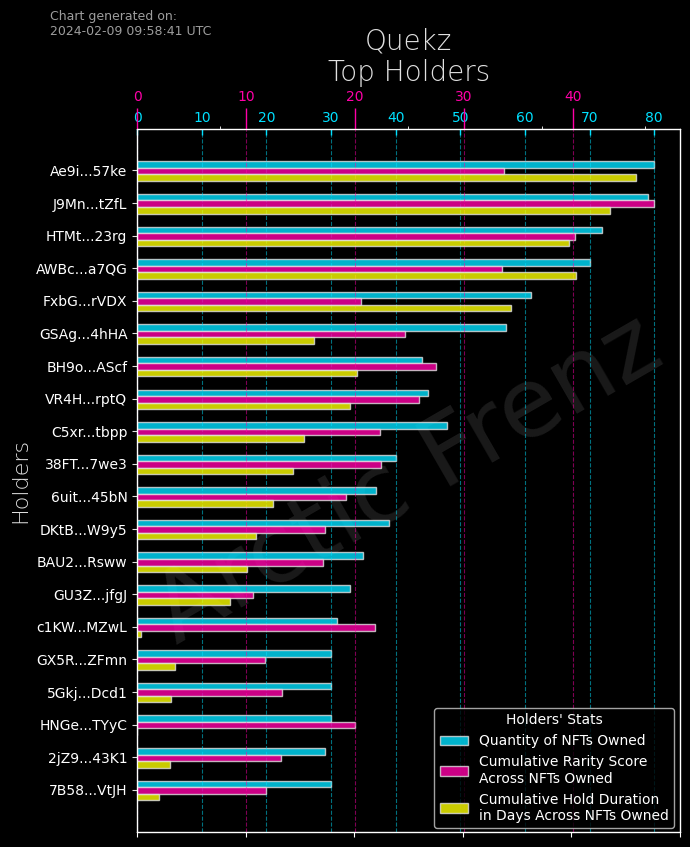 Chart generated on:
2024-02-09 09:58:41 UTC
Quekz
Top Holders
0 10 20 30 40
0 10 20 30 40 50 60 70 80
Holders
Ae9i...57ke
J9Mn...tZfL
HTMt...23rg
AWBc...a7QG
FxbG...rVDX
GSAg...4hHA
BH9o...AScf
VR4H...rptQ
C5xr...tbpp
38FT...7we3
6uit...45bN
DKtB...W9y5
BAU2...Rsww
GU3Z...jfgJ
c1KW...MZwL
GX5R...ZFmn
5Gkj...Dcd1
HNGe...TYyC
2jZ9...43K1
7B58...VtJH
Arctic Frenz
Holders' Stats
Quantity of NFTs Owned
Cumulative Rarity Score
Across NFTs Owned
Cumulative Hold Duration
in Days Across NFTs Owned